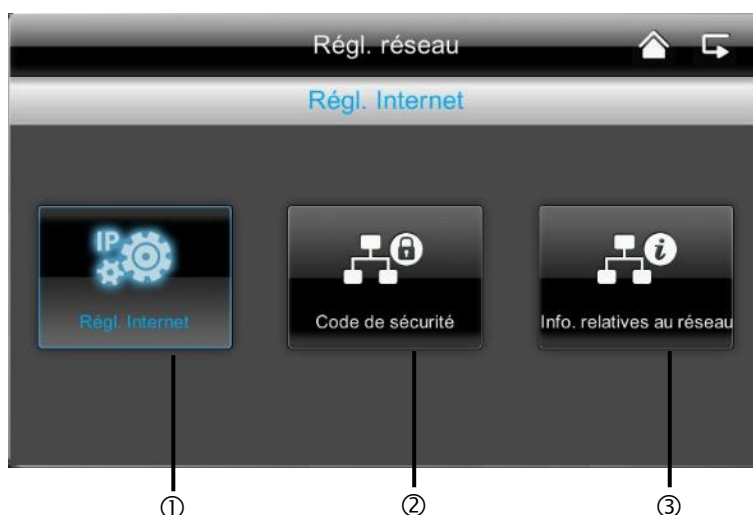 Régl. réseau
Régl. Internet
IP
Régl. Internet
Code de sécurité
i
Info. relatives au réseau
① ② ③